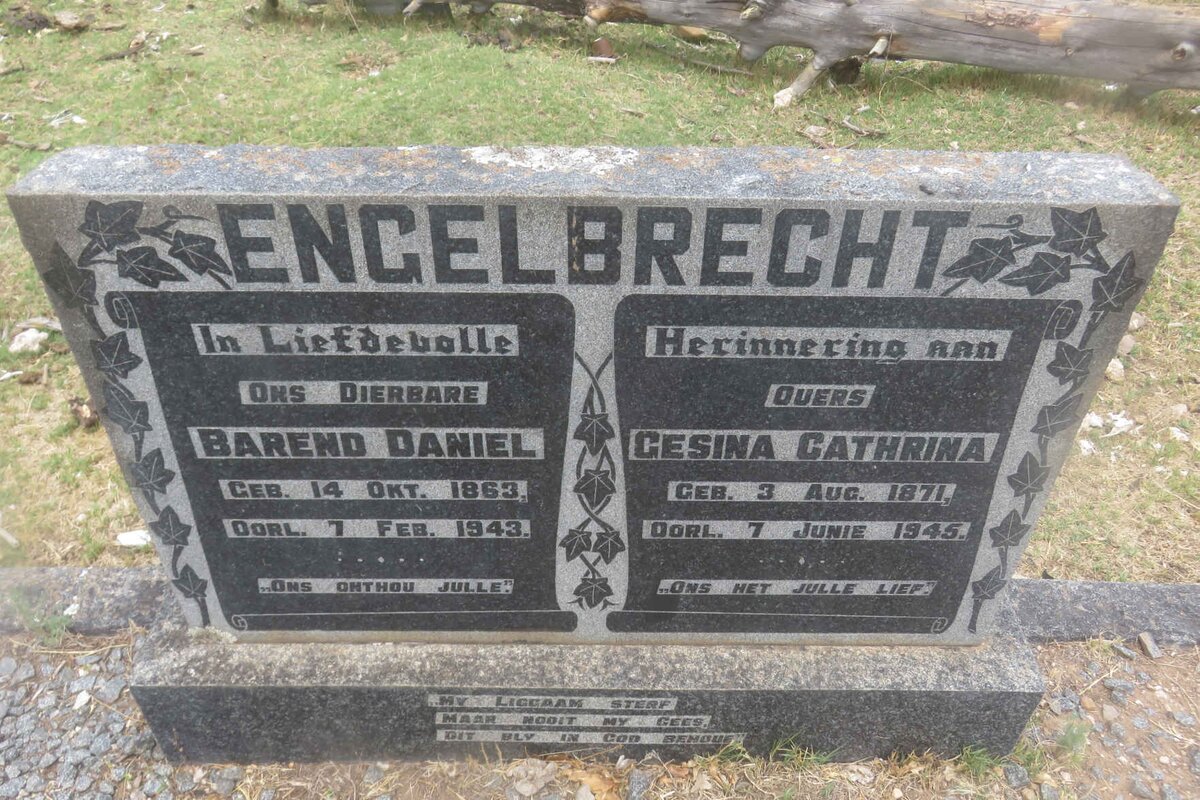 ENGELBRECHT
In Liefdevolle
Herinnering aan
ONS DIERBARE
OUERS
BAREND DANIEL
GEB. 14 OKT. 1863,
OORL. 7 FEB. 1943.
......
„ONS ONTHOU JULLE."
GESINA CATHRINA
GEB. 3 AUG. 1871,
OORL. 7 JUNIE 1945.
......
„ONS HET JULLE LIEF."
MY LIGGAAM STERF
MAAR NOOIT MY GEES,
DIT BLY IN GOD BEHOUE